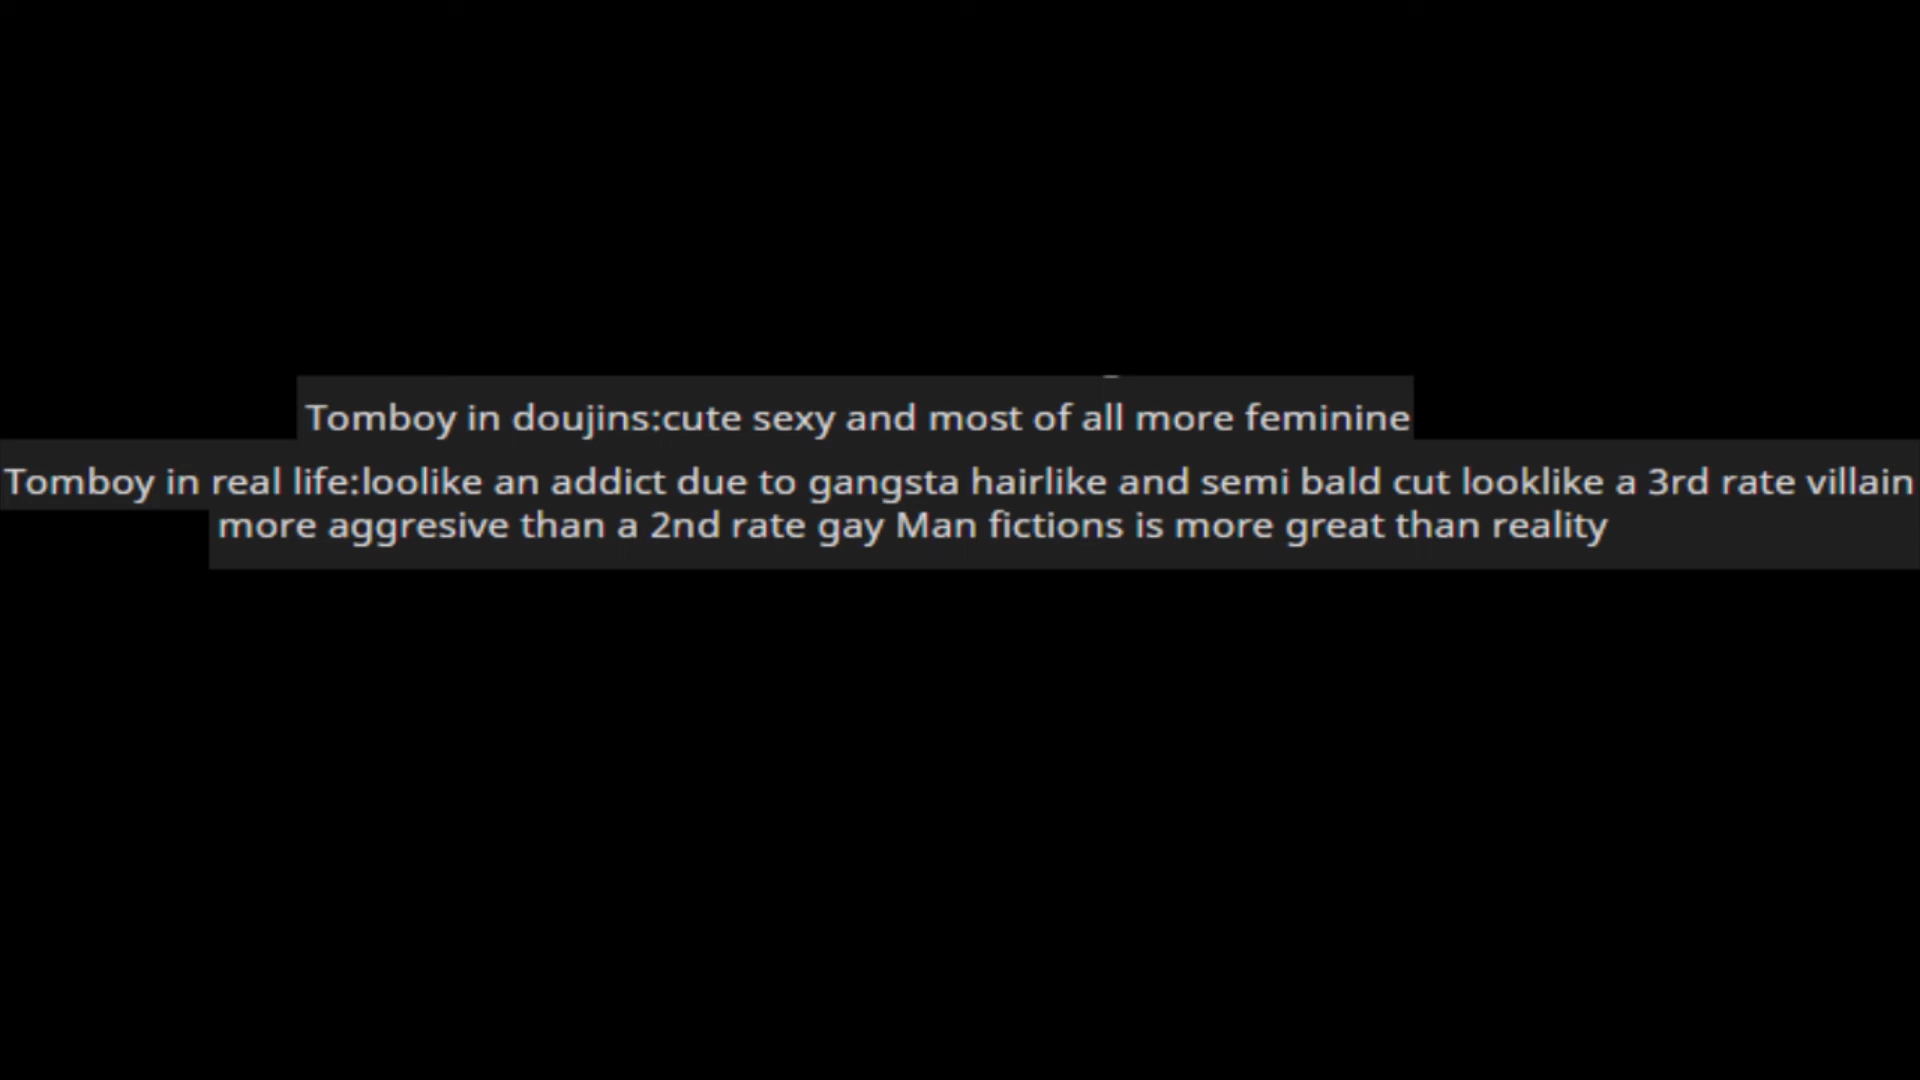 Tomboy in doujins:cute sexy and most of all more feminine
Tomboy in real life:loolike an addict due to gangsta hairlike and semi bald cut looklike a 3rd rate villain
more aggresive than a 2nd rate gay Man fictions is more great than reality